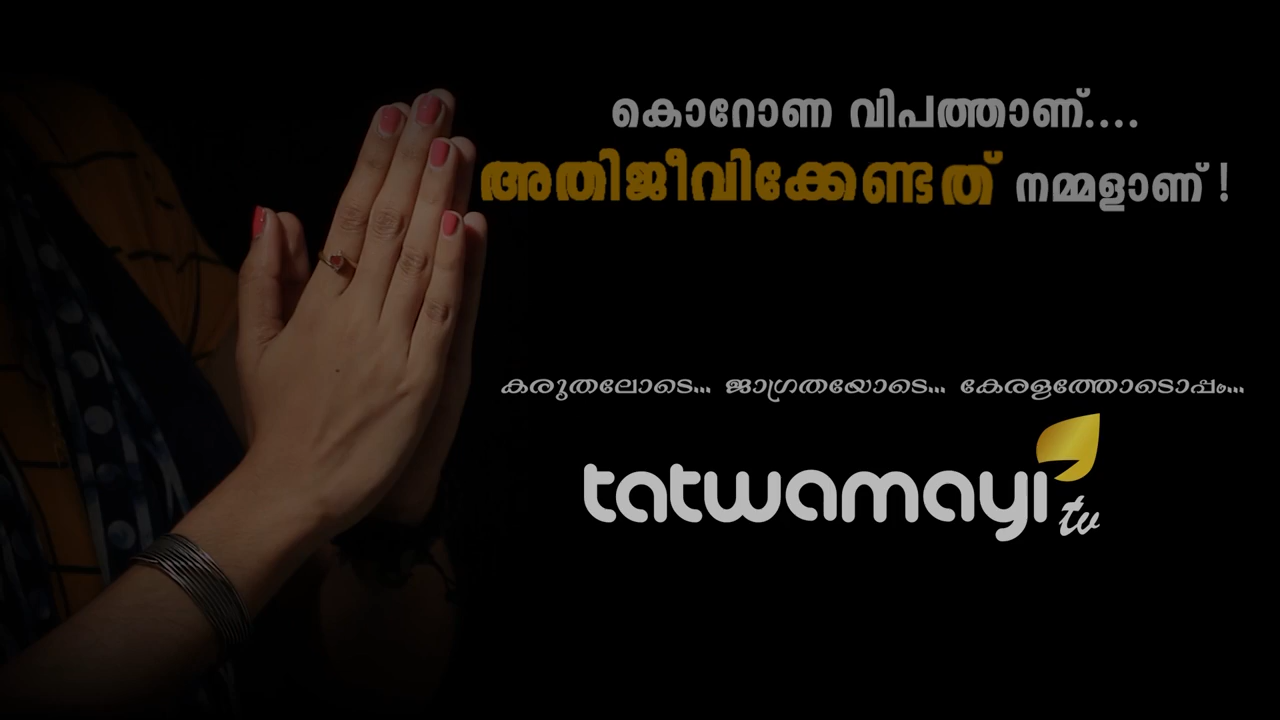 കൊറോണ വിപത്താണ്....
അതിജീവിക്കേണ്ടത് നമ്മളാണ് !
കരുതലോടെ... ജാഗ്രതയോടെ... കേരളത്തോടൊപ്പം...
tatwamayi
tv